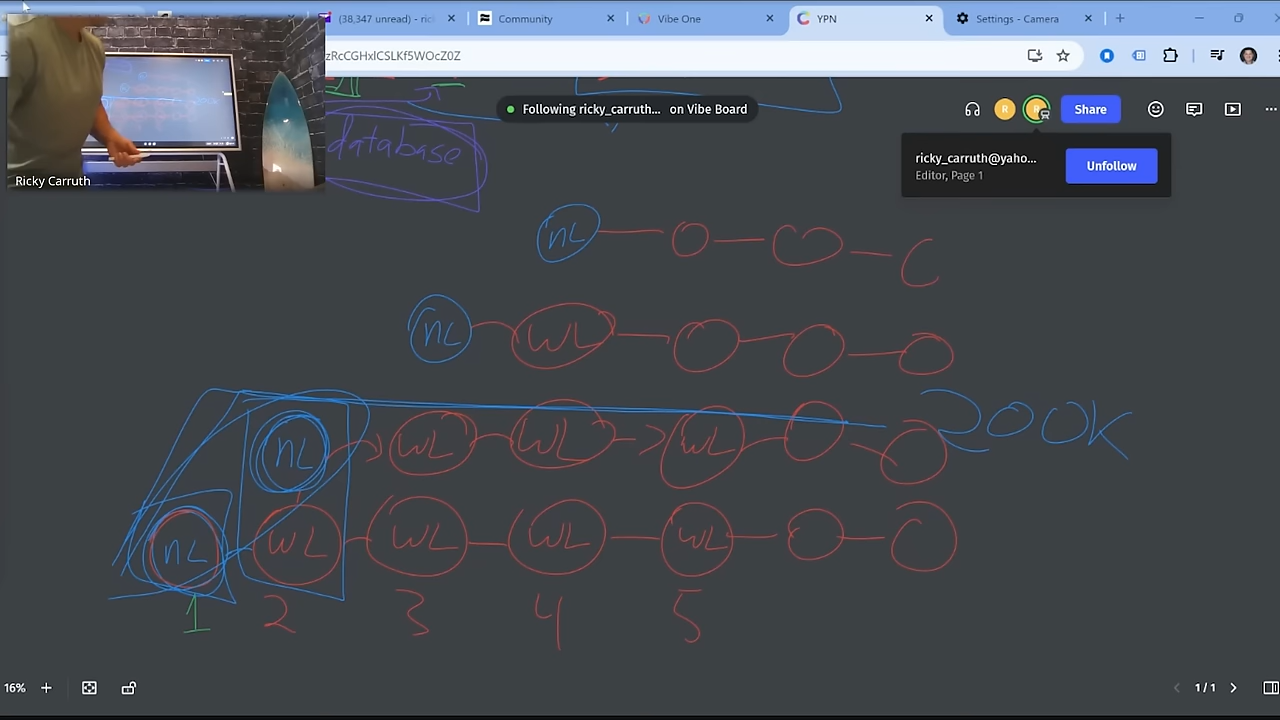 (38,347 unread) - ric
Community
Vibe One
YPN
Settings - Camera
zRcCGHxlCSLKf5WOcZ0Z
Following ricky_carruth... on Vibe Board
R
R
Share
ricky_carruth@yaho...
Editor, Page 1
Unfollow
Ricky Carruth
database
nL
nL WL
nL WL WL WL 200K
nL WL WL WL WL
1 2 3 4 5
16%
1/1